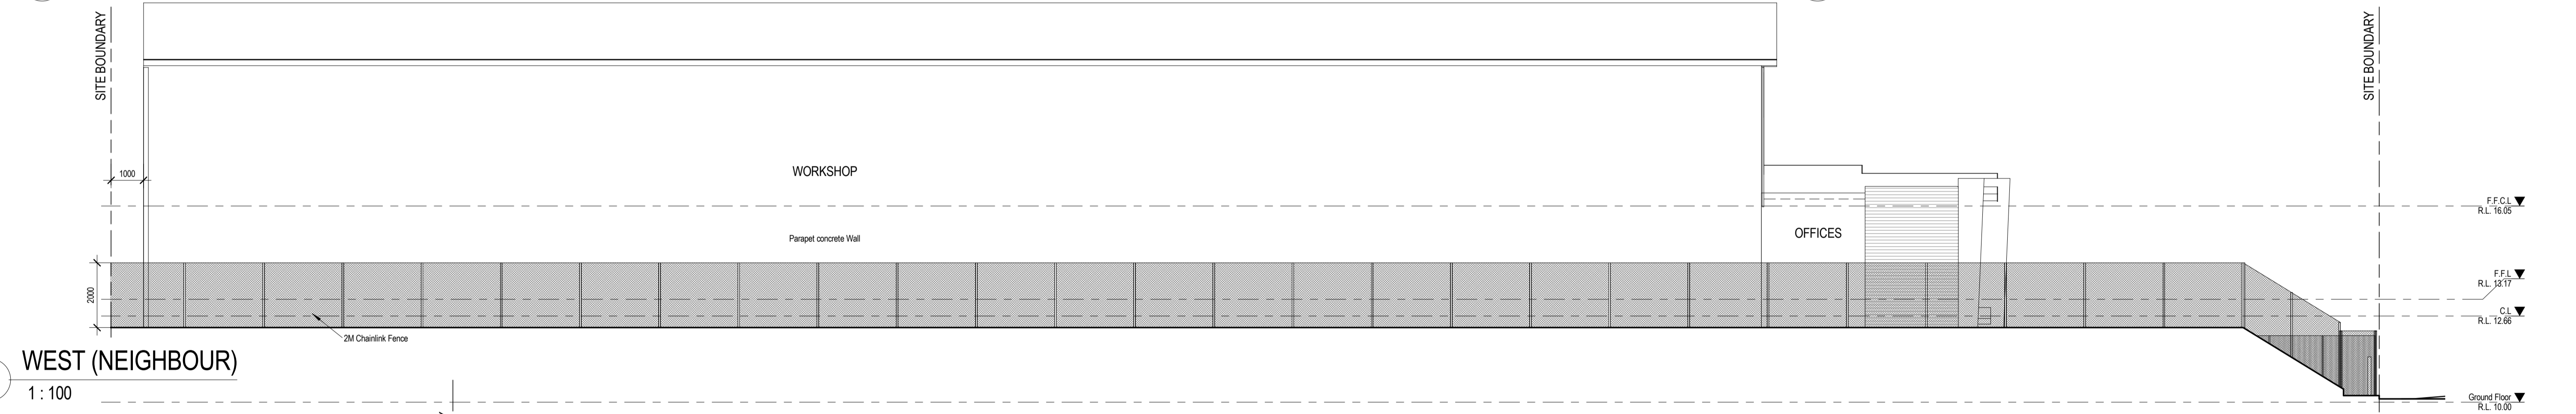 SITE BOUNDARY
SITE BOUNDARY
1000
WORKSHOP
F.F.C.L
R.L. 16.05
OFFICES
Parapet concrete Wall
F.F.L
R.L. 13.17
2000
C.L
R.L. 12.66
2M Chainlink Fence
WEST (NEIGHBOUR)
1 : 100
Ground Floor
R.L. 10.00